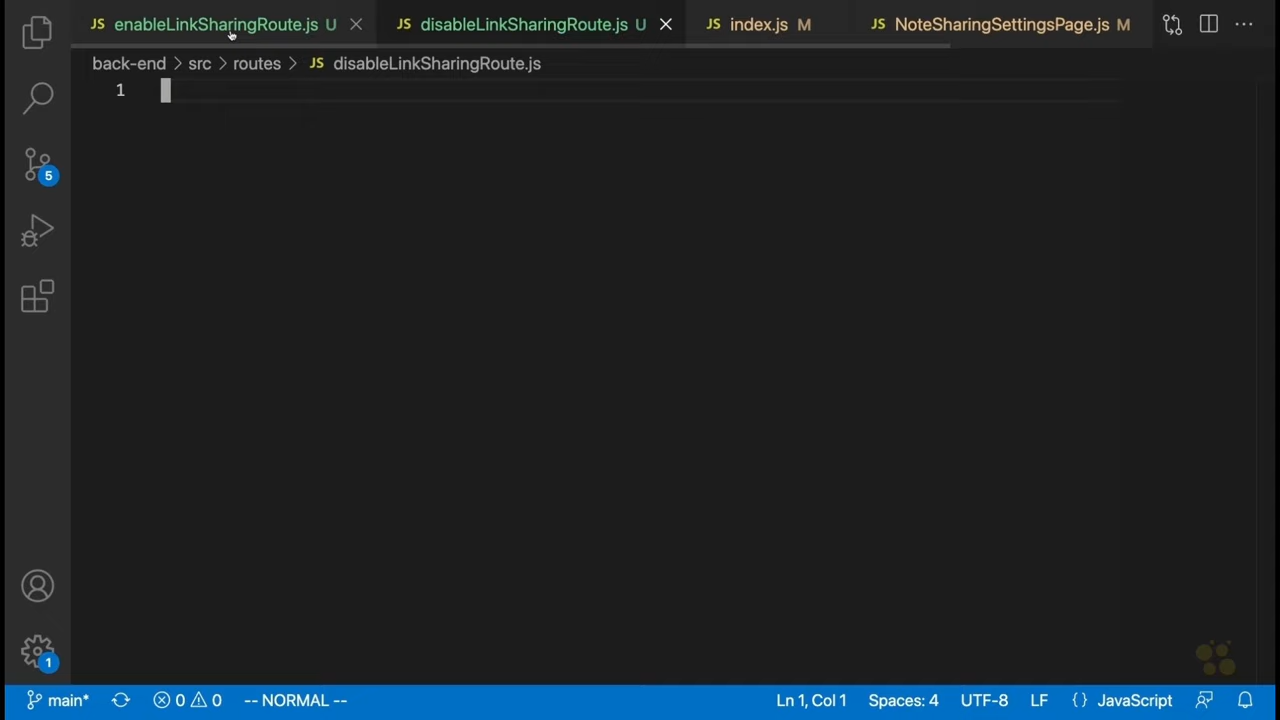 JS enableLinkSharingRoute.js U
JS disableLinkSharingRoute.js U
JS index.js M
JS NoteSharingSettingsPage.js M
back-end > src > routes > JS disableLinkSharingRoute.js
1
5
1
main* 0 0 -- NORMAL -- Ln 1, Col 1 Spaces: 4 UTF-8 LF {} JavaScript